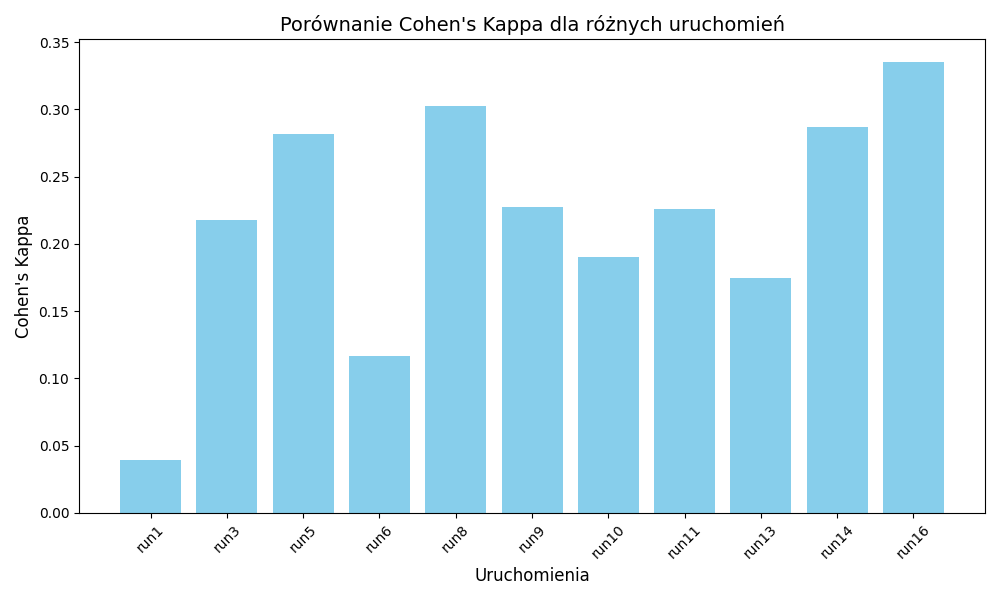 Porównanie Cohen's Kappa dla różnych uruchomień
Cohen's Kappa
0.35
0.30
0.25
0.20
0.15
0.10
0.05
0.00
run1
run3
run5
run6
run8
run9
run10
run11
run13
run14
run16
Uruchomienia